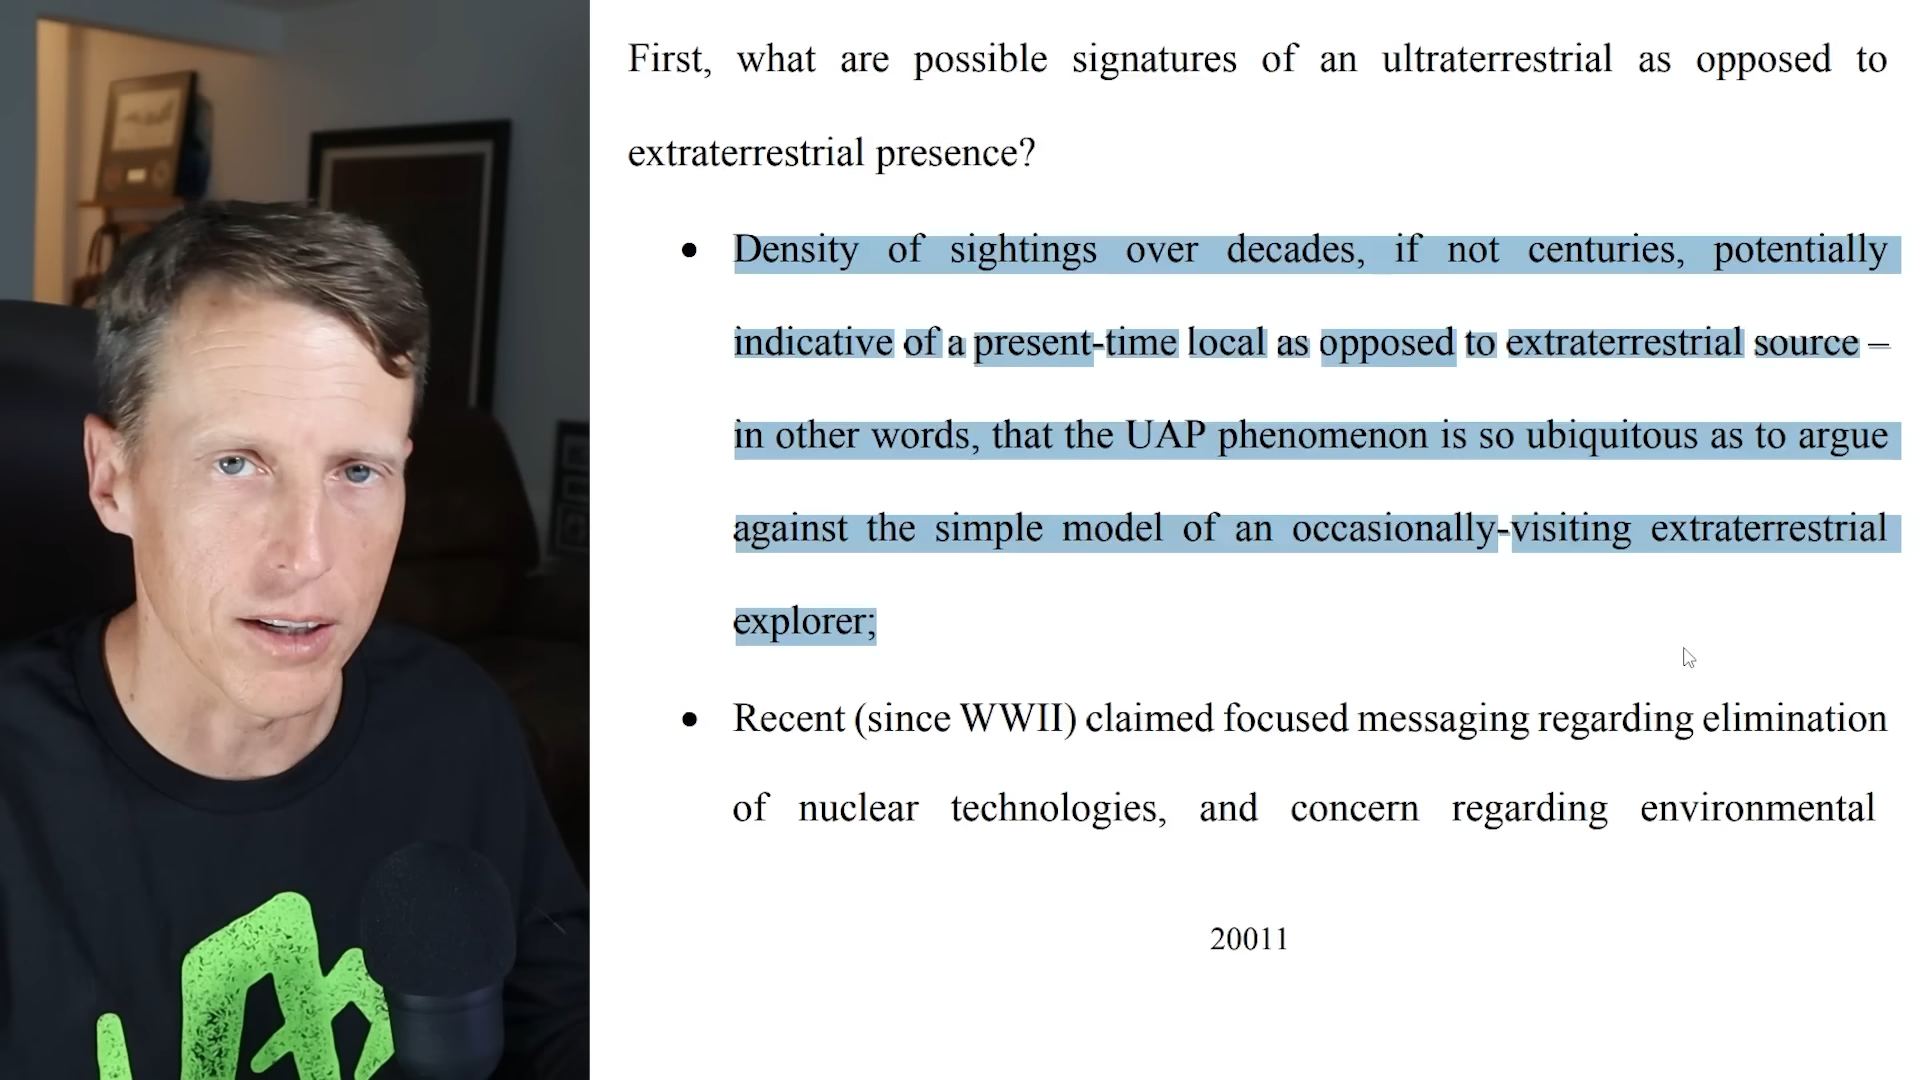 First, what are possible signatures of an ultraterrestrial as opposed to
extraterrestrial presence?
• Density of sightings over decades, if not centuries, potentially
indicative of a present-time local as opposed to extraterrestrial source –
in other words, that the UAP phenomenon is so ubiquitous as to argue
against the simple model of an occasionally-visiting extraterrestrial
explorer;
• Recent (since WWII) claimed focused messaging regarding elimination
of nuclear technologies, and concern regarding environmental
20011